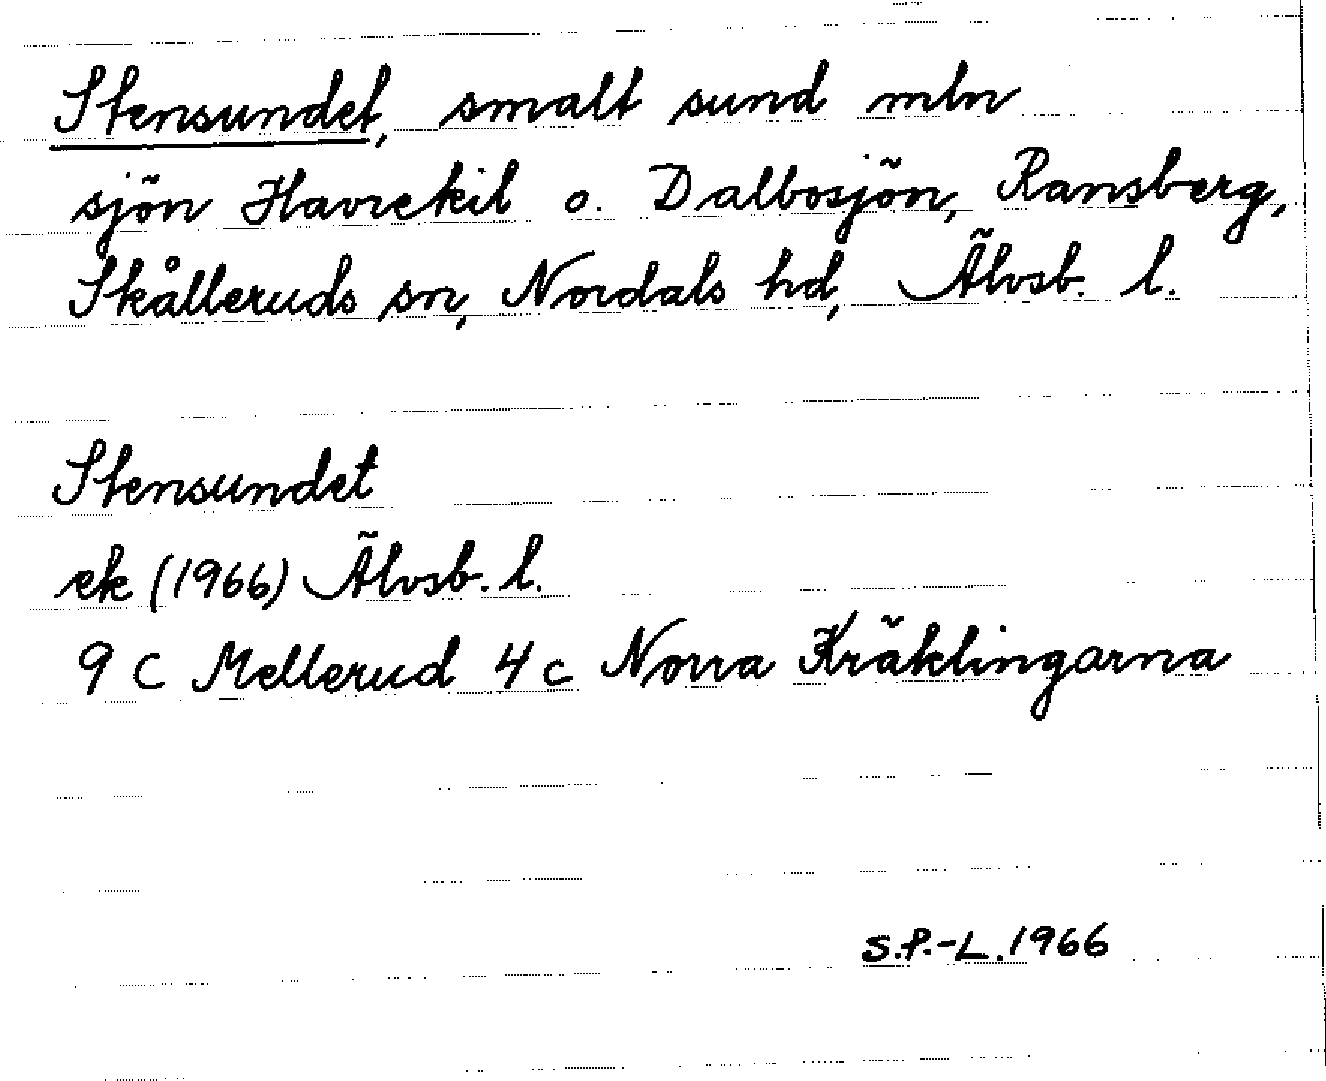 Stensundet, smalt sund mln
sjön Havrekil o. Dalbosjön, Ransberg,
Skålleruds sn, Nordals hd, Älvsb. l.
Stensundet
ek (1966) Älvsb. l.
9 C Mellerud 4 c Norra Kräklingarna
S.P.-L. 1966